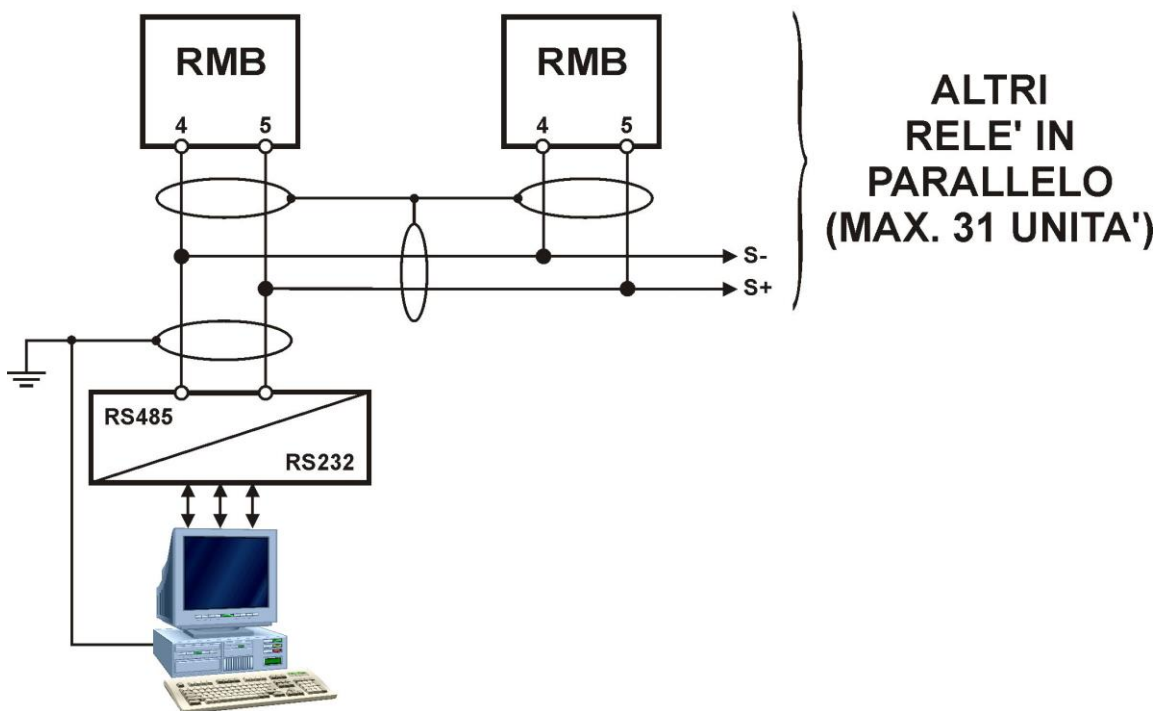 RMB
4 5
RMB
4 5
ALTRI
RELE' IN
PARALLELO
(MAX. 31 UNITA')
S-
S+
RS485
RS232